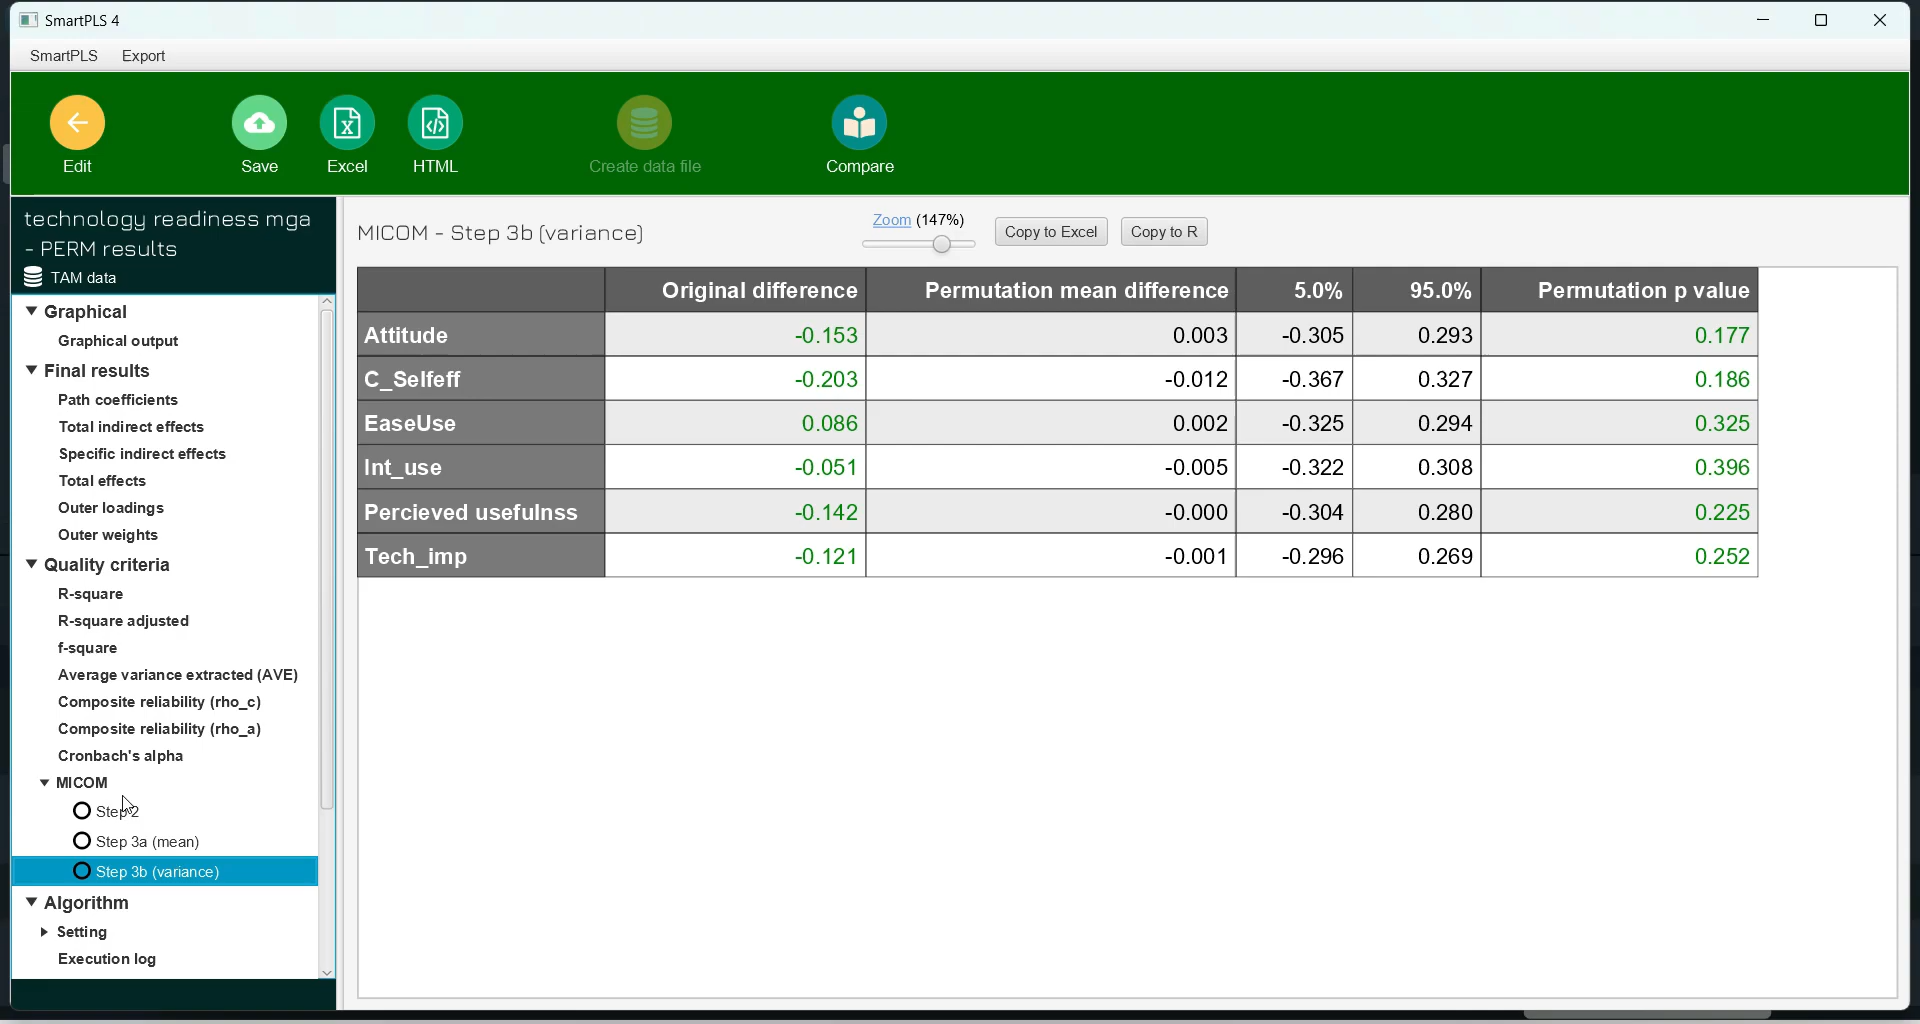 SmartPLS 4
SmartPLS Export
Edit Save Excel HTML Create data file Compare
technology readiness mga
- PERM results
TAM data
Graphical
Graphical output
Final results
Path coefficients
Total indirect effects
Specific indirect effects
Total effects
Outer loadings
Outer weights
Quality criteria
R-square
R-square adjusted
f-square
Average variance extracted (AVE)
Composite reliability (rho_c)
Composite reliability (rho_a)
Cronbach's alpha
MICOM
Step 2
Step 3a (mean)
Step 3b (variance)
Algorithm
Setting
Execution log
MICOM - Step 3b (variance) Zoom (147%) Copy to Excel Copy to R
Original difference Permutation mean difference 5.0% 95.0% Permutation p value
Attitude -0.153 0.003 -0.305 0.293 0.177
C_Selfeff -0.203 -0.012 -0.367 0.327 0.186
EaseUse 0.086 0.002 -0.325 0.294 0.325
Int_use -0.051 -0.005 -0.322 0.308 0.396
Percieved usefulnss -0.142 -0.000 -0.304 0.280 0.225
Tech_imp -0.121 -0.001 -0.296 0.269 0.252